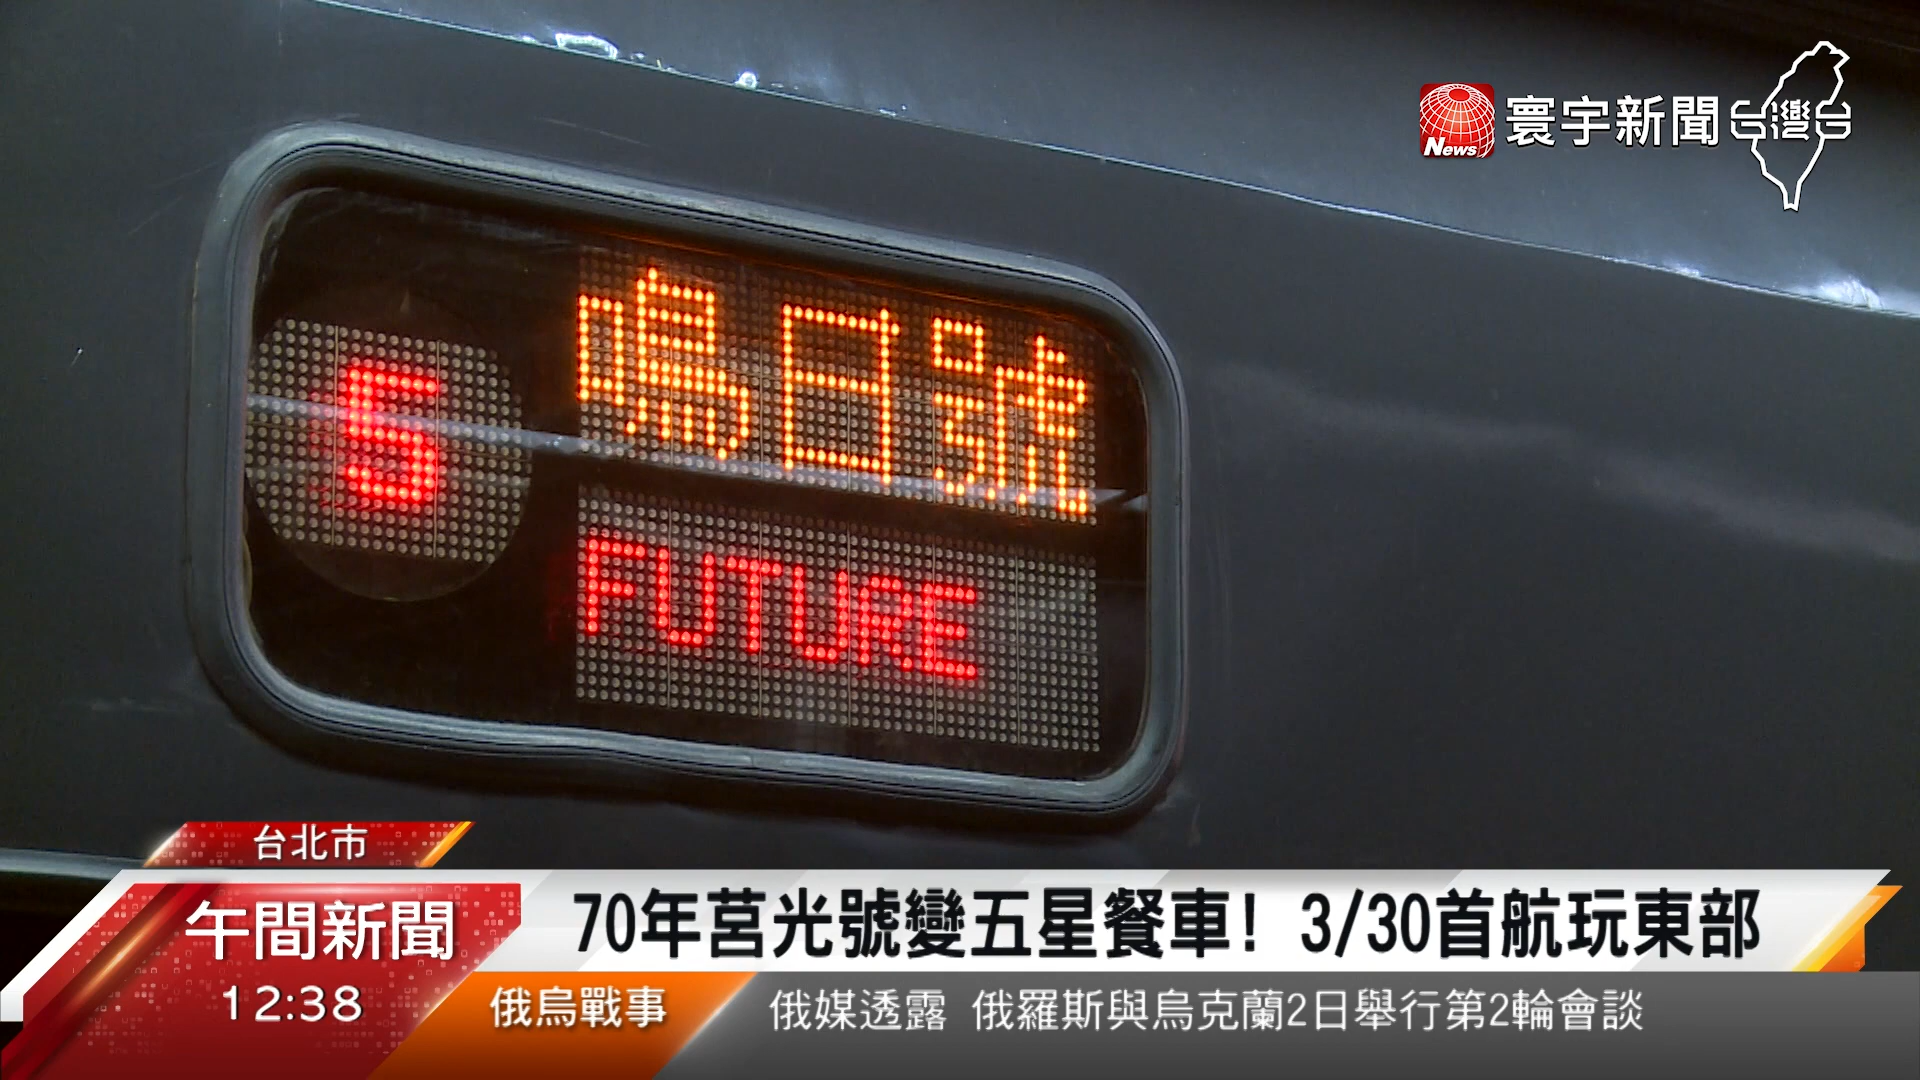 News 寰宇新聞 台灣台
5
鳴日號
FUTURE
台北市
午間新聞
70年莒光號變五星餐車! 3/30首航玩東部
12:38
俄烏戰事
俄媒透露 俄羅斯與烏克蘭2日舉行第2輪會談